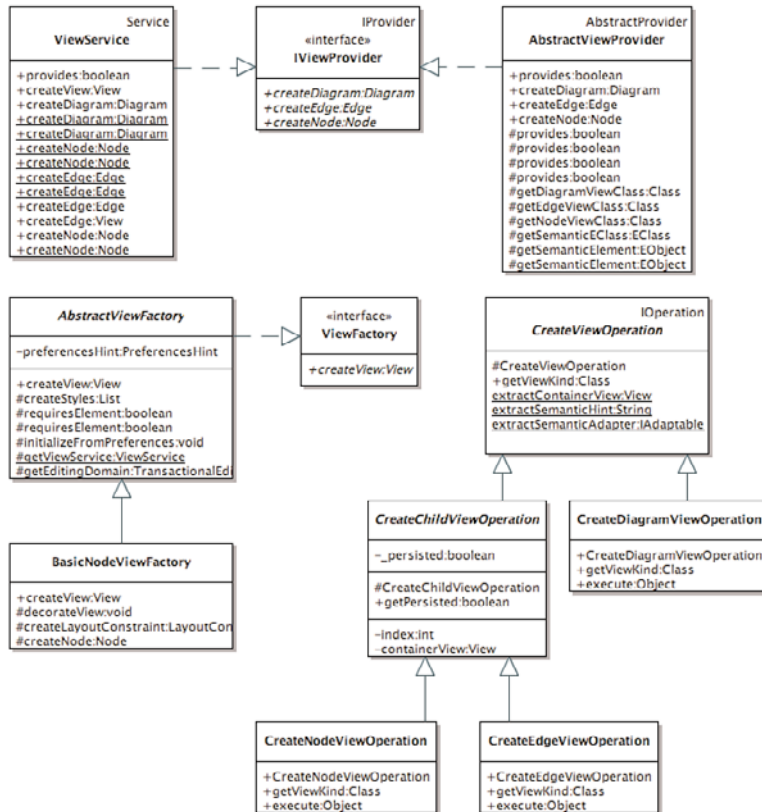 Service
ViewService
+provides:boolean
+createView:View
+createDiagram:Diagram
+createDiagram:Diagram
+createDiagram:Diagram
+createNode:Node
+createNode:Node
+createEdge:Edge
+createEdge:Edge
+createEdge:Edge
+createEdge:View
+createNode:Node
+createNode:Node
IProvider
«interface»
IViewProvider
+createDiagram:Diagram
+createEdge:Edge
+createNode:Node
AbstractProvider
AbstractViewProvider
+provides:boolean
+createDiagram:Diagram
+createEdge:Edge
+createNode:Node
#provides:boolean
#provides:boolean
#provides:boolean
#provides:boolean
#getDiagramViewClass:Class
#getEdgeViewClass:Class
#getNodeViewClass:Class
#getSemanticEClass:EClass
#getSemanticElement:EObject
#getSemanticElement:EObject
AbstractViewFactory
-preferencesHint:PreferencesHint
+createView:View
#createStyles:List
#requiresElement:boolean
#requiresElement:boolean
#initializeFromPreferences:void
#getViewService:ViewService
#getEditingDomain:TransactionalEdi
«interface»
ViewFactory
+createView:View
IOperation
CreateViewOperation
#CreateViewOperation
+getViewKind:Class
extractContainerView:View
extractSemanticHint:String
extractSemanticAdapter:IAdaptable
BasicNodeViewFactory
+createView:View
#decorateView:void
#createLayoutConstraint:LayoutCon
#createNode:Node
CreateChildViewOperation
-_persisted:boolean
#CreateChildViewOperation
+getPersisted:boolean
-index:int
-containerView:View
CreateDiagramViewOperation
+CreateDiagramViewOperation
+getViewKind:Class
+execute:Object
CreateNodeViewOperation
+CreateNodeViewOperation
+getViewKind:Class
+execute:Object
CreateEdgeViewOperation
+CreateEdgeViewOperation
+getViewKind:Class
+execute:Object